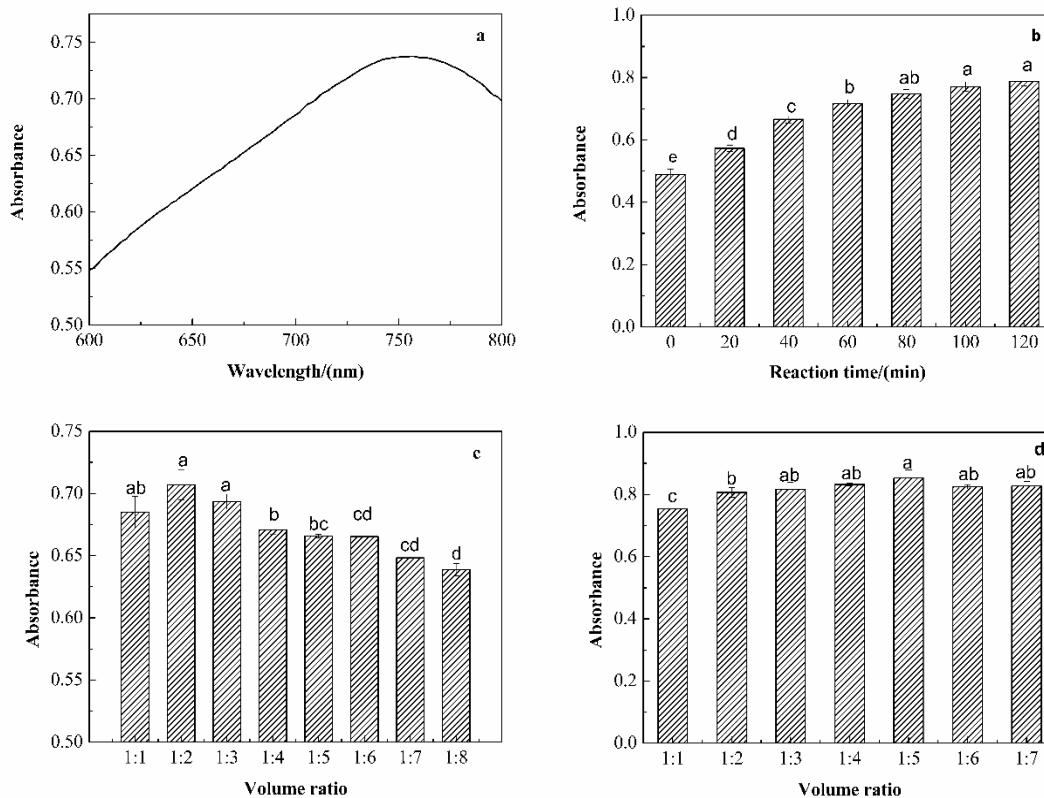 a
0.75
0.70
0.65
0.60
0.55
0.50
Absorbance
600 650 700 750 800
Wavelength/(nm)
b
1.0
0.8
0.6
0.4
0.2
0.0
Absorbance
e d c b ab a a
0 20 40 60 80 100 120
Reaction time/(min)
c
0.75
0.70
0.65
0.60
0.55
0.50
Absorbance
ab a a b bc cd cd d
1:1 1:2 1:3 1:4 1:5 1:6 1:7 1:8
Volume ratio
d
1.0
0.8
0.6
0.4
0.2
0.0
Absorbance
c b ab ab a ab ab
1:1 1:2 1:3 1:4 1:5 1:6 1:7
Volume ratio